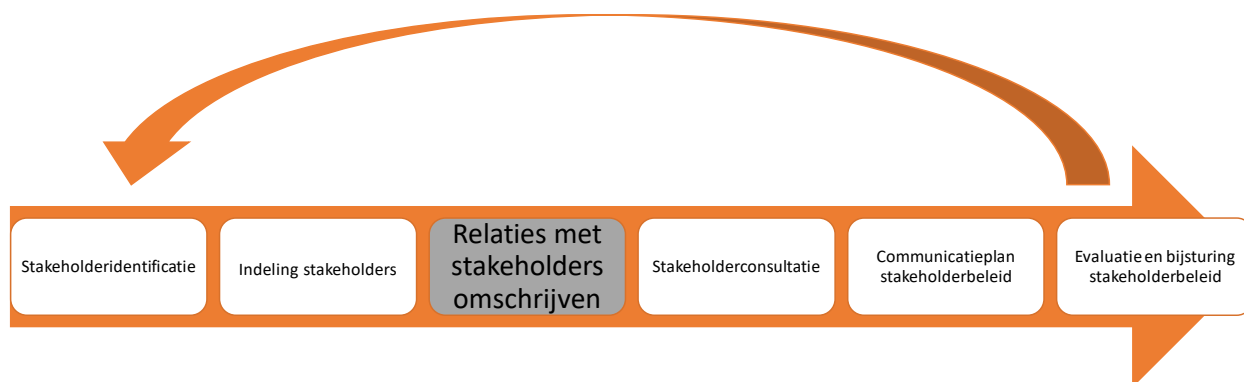 Stakeholderidentificatie
Indeling stakeholders
Relaties met
stakeholders
omschrijven
Stakeholderconsultatie
Communicatieplan
stakeholderbeleid
Evaluatie en bijsturing
stakeholderbeleid